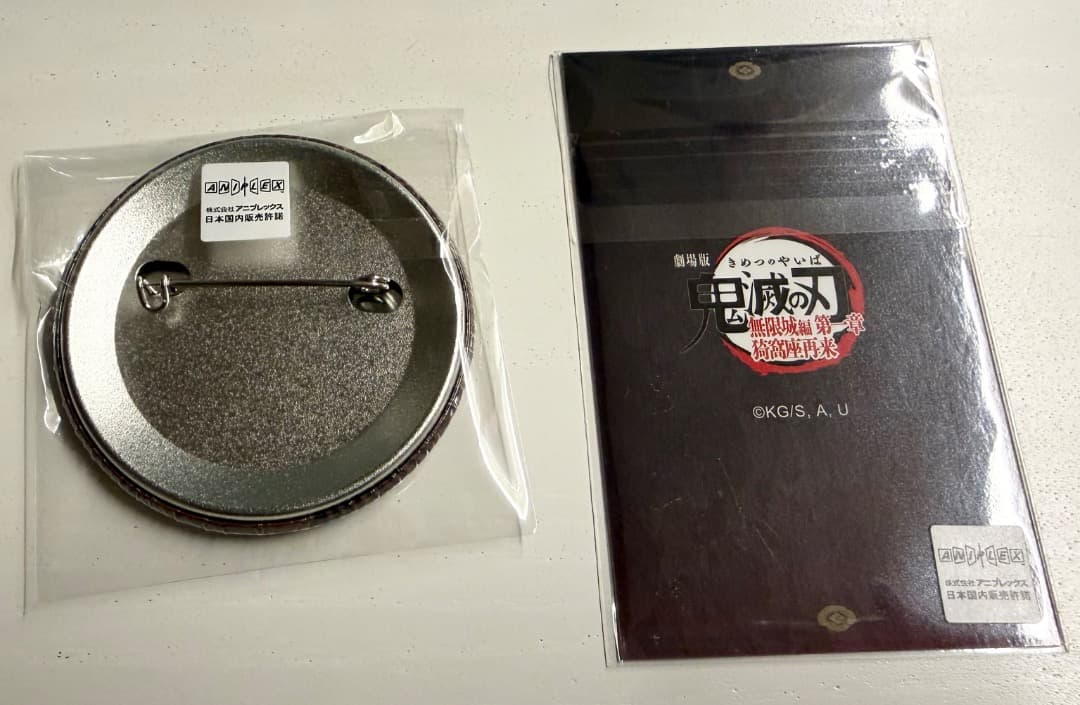 ANIPLEX
株式会社アニプレックス
日本国内販売許諾
劇場版 きめつのやいば
鬼滅の刃
無限城編 第一章
猗窩座再来
©KG/S, A, U
ANIPLEX
株式会社アニプレックス
日本国内販売許諾